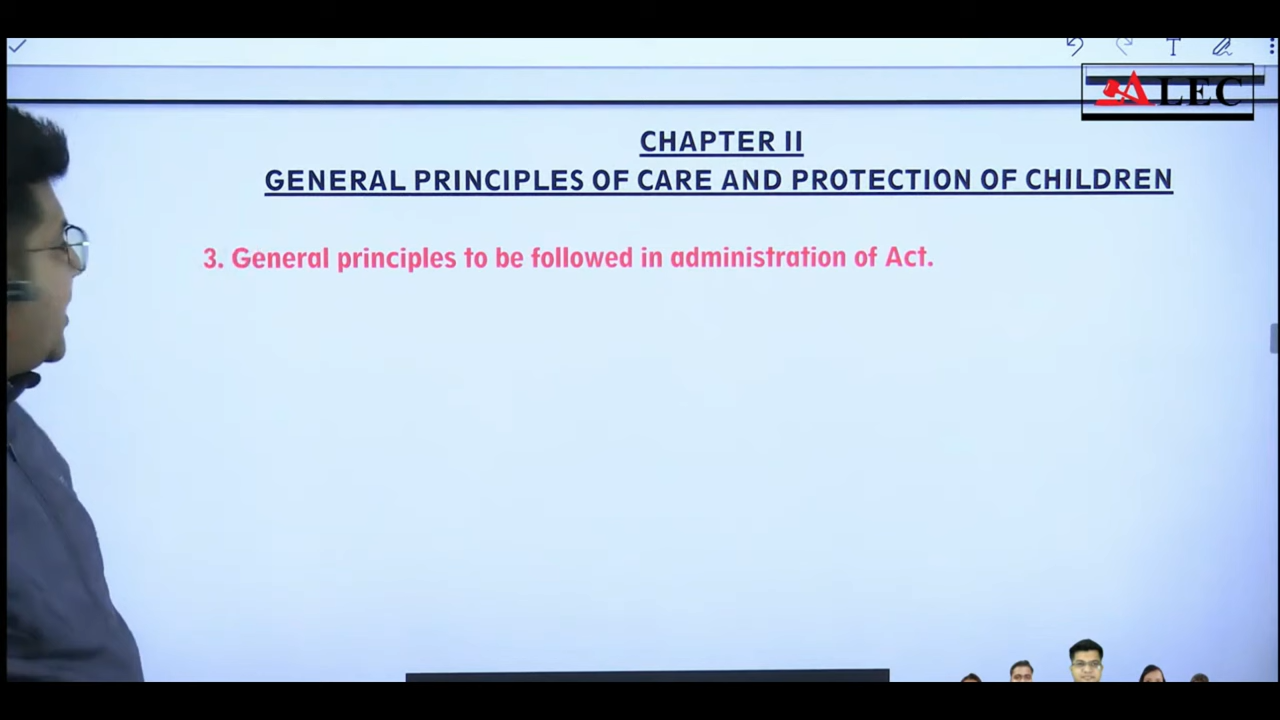 ALEC
CHAPTER II
GENERAL PRINCIPLES OF CARE AND PROTECTION OF CHILDREN
3. General principles to be followed in administration of Act.